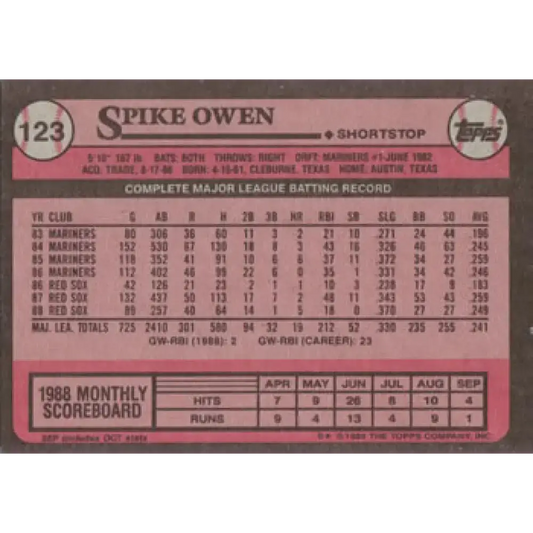 123
SPIKE OWEN
SHORTSTOP
Topps®
5'10" 167 lb BATS: BOTH THROWS: RIGHT DRFT: MARINERS #1-JUNE 1982
ACQ: TRADE, 8-17-86 BORN: 4-19-61, CLEBURNE, TEXAS HOME: AUSTIN, TEXAS
COMPLETE MAJOR LEAGUE BATTING RECORD
YR CLUB G AB R H 2B 3B HR RBI SB SLG BB SO AVG
83 MARINERS 80 306 36 60 11 3 2 21 10 .271 24 44 .196
84 MARINERS 152 530 67 130 18 8 3 43 16 .326 46 63 .245
85 MARINERS 118 352 41 91 10 6 6 37 11 .372 34 27 .259
86 MARINERS 112 402 46 99 22 6 0 35 1 .331 34 42 .246
86 RED SOX 42 126 21 23 2 1 1 10 3 .238 17 9 .183
87 RED SOX 132 437 50 113 17 7 2 48 11 .343 53 43 .259
88 RED SOX 89 257 40 64 14 1 5 18 0 .370 27 27 .249
MAJ. LEA. TOTALS 725 2410 301 580 94 32 19 212 52 .330 235 255 .241
GW-RBI (1988): 2 GW-RBI (CAREER): 23
1988 MONTHLY SCOREBOARD
APR MAY JUN JUL AUG SEP
HITS 7 9 26 8 10 4
RUNS 9 4 13 4 9 1
SEP includes OCT stats
B* © 1989 THE TOPPS COMPANY, INC.